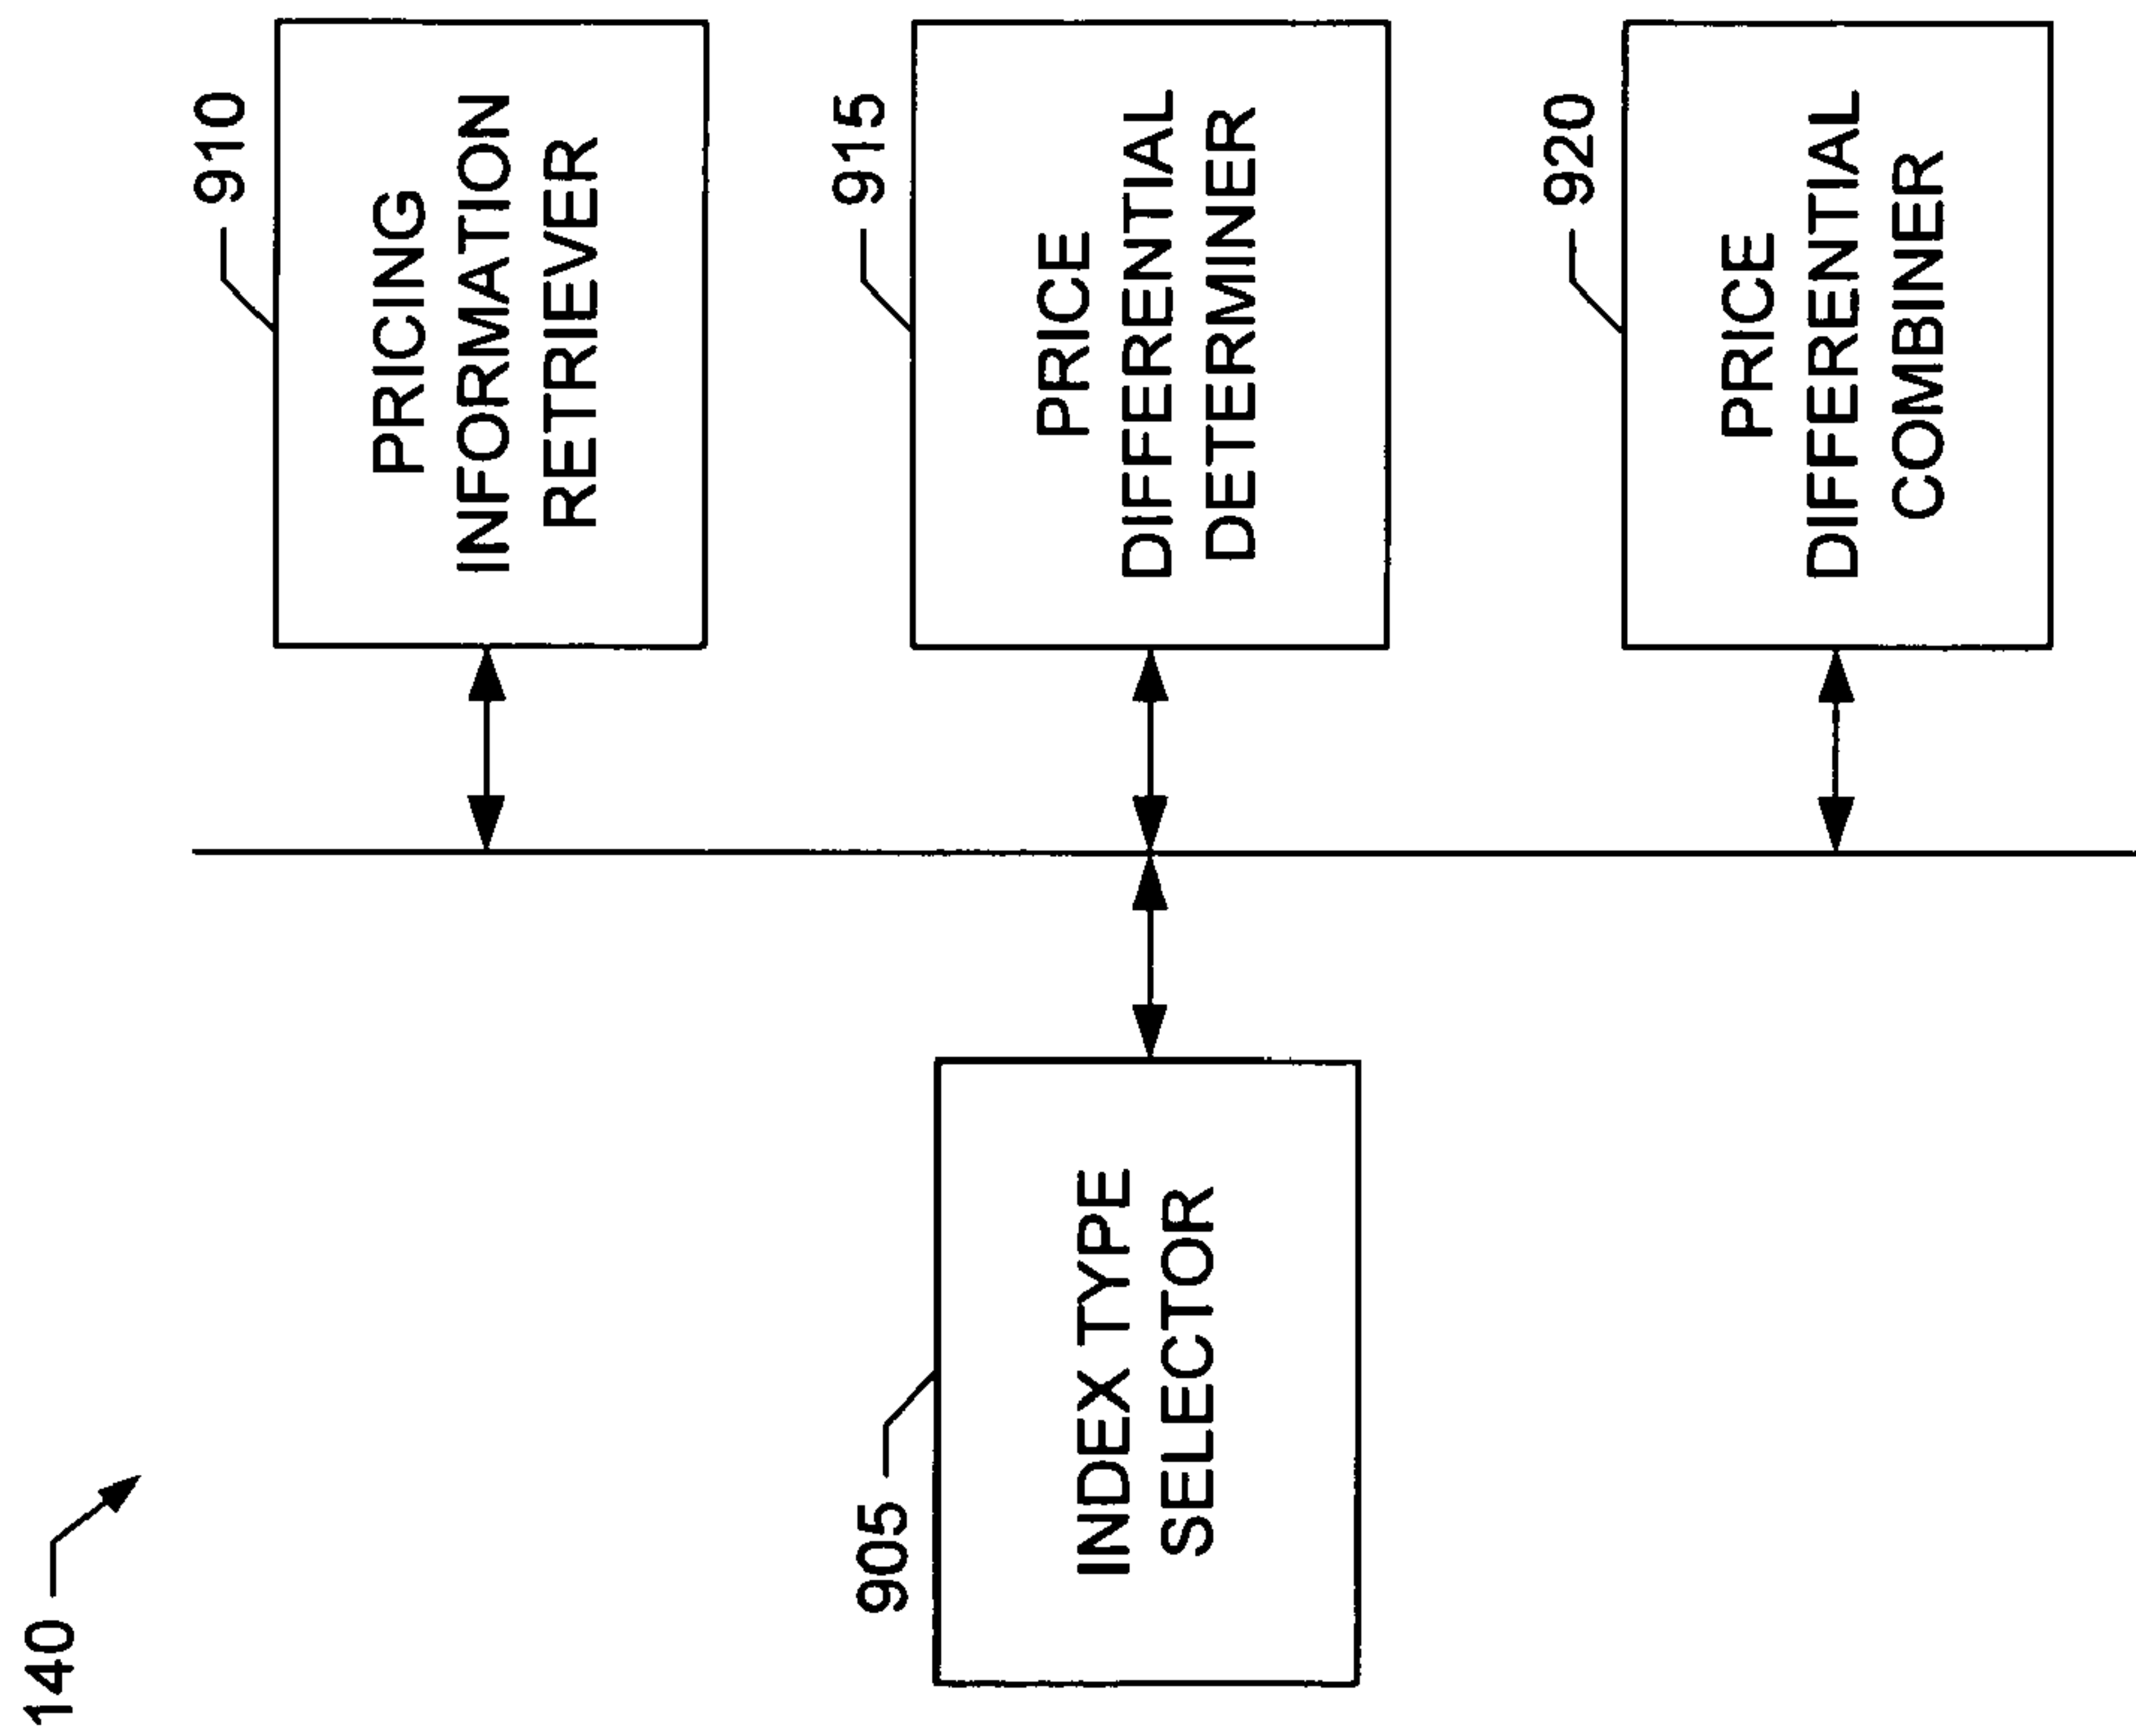 140
905
INDEX TYPE
SELECTOR
910
PRICING
INFORMATION
RETRIEVER
915
PRICE
DIFFERENTIAL
DETERMINER
920
PRICE
DIFFERENTIAL
COMBINER